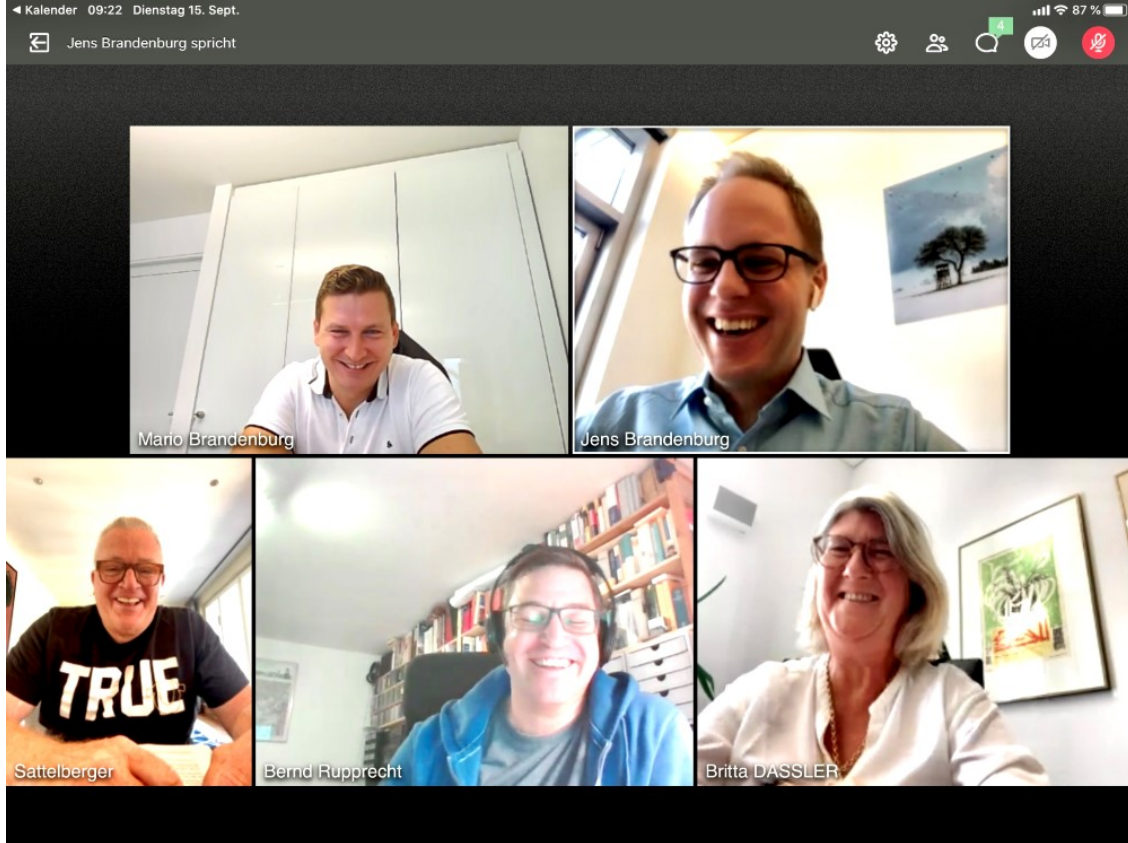 ◀ Kalender 09:22 Dienstag 15. Sept. 87 %
Jens Brandenburg spricht
4
Mario Brandenburg
Jens Brandenburg
TRUE
Sattelberger
Bernd Rupprecht
Britta DASSLER